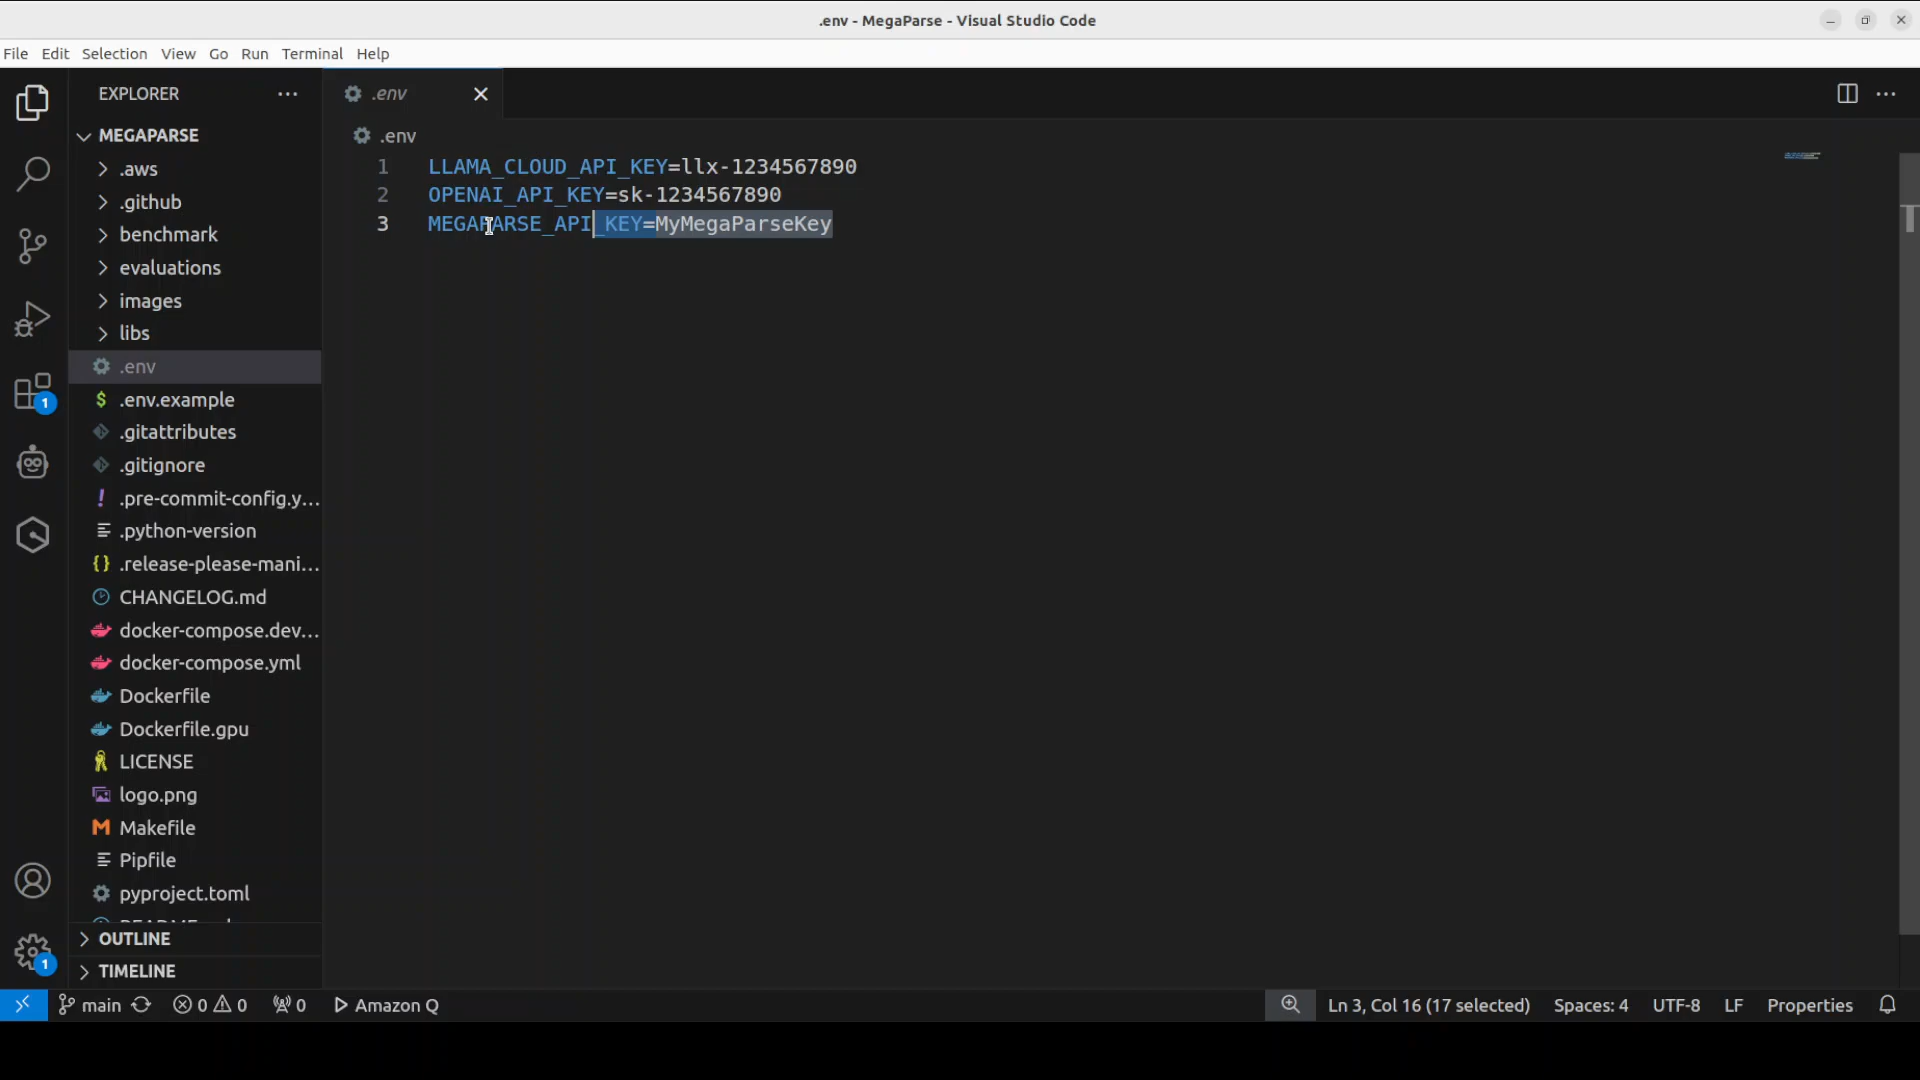 .env - MegaParse - Visual Studio Code
File Edit Selection View Go Run Terminal Help
EXPLORER
MEGAPARSE
.aws
.github
benchmark
evaluations
images
libs
.env
.env.example
.gitattributes
.gitignore
.pre-commit-config.y...
.python-version
.release-please-mani...
CHANGELOG.md
docker-compose.dev...
docker-compose.yml
Dockerfile
Dockerfile.gpu
LICENSE
logo.png
Makefile
Pipfile
pyproject.toml
OUTLINE
TIMELINE
1
1
.env
.env
1 LLAMA_CLOUD_API_KEY=llx-1234567890
2 OPENAI_API_KEY=sk-1234567890
3 MEGAPARSE_API_KEY=MyMegaParseKey
main 0 0 0 Amazon Q Ln 3, Col 16 (17 selected) Spaces: 4 UTF-8 LF Properties